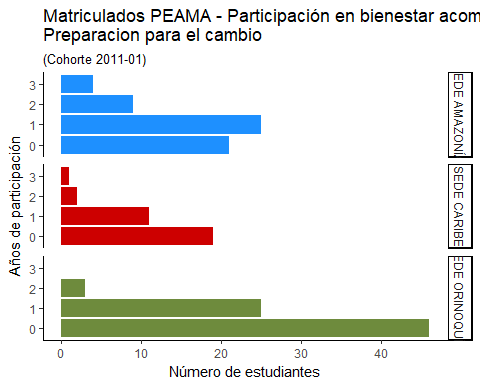 Matriculados PEAMA - Participación en bienestar acom
Preparacion para el cambio
(Cohorte 2011-01)
Años de participación
3
2
1
0
EDE AMAZONÍ
3
2
1
0
SEDE CARIBE
3
2
1
0
EDE ORINOQU
0
10
20
30
40
Número de estudiantes